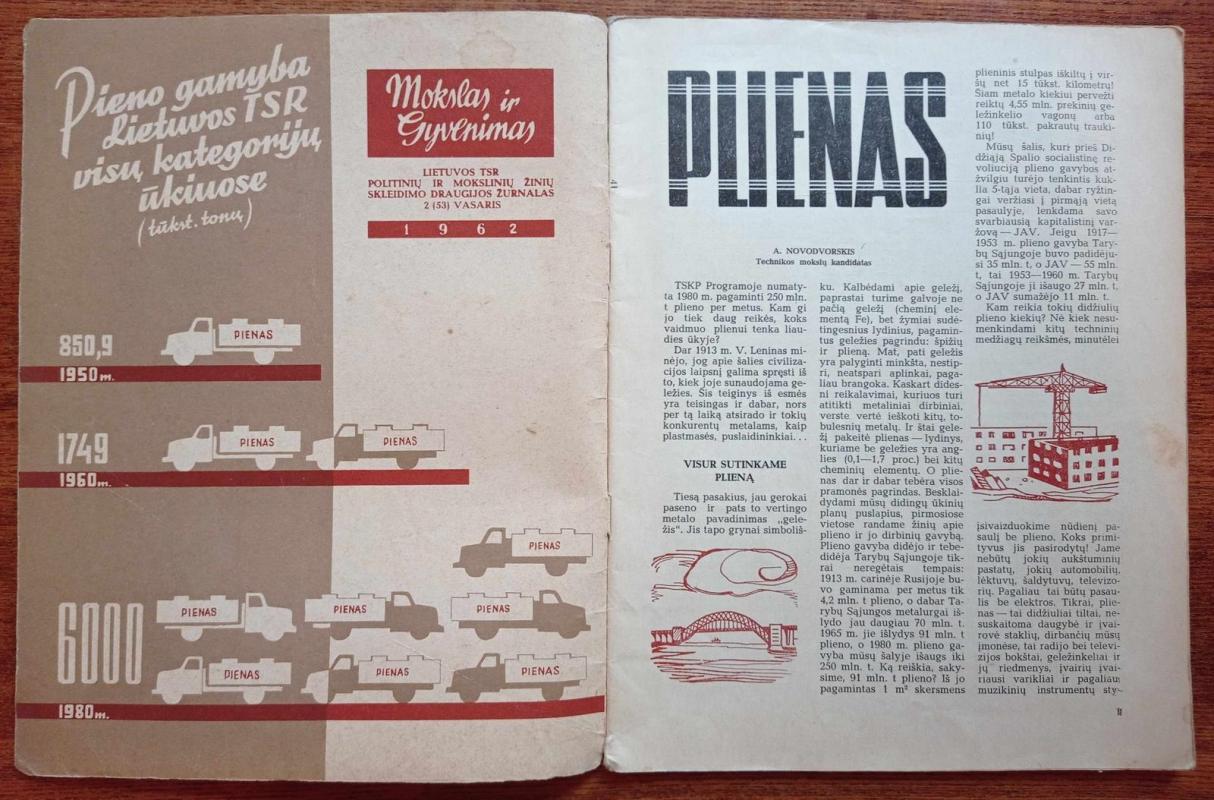 Pieno gamyba
Lietuvos TSR
visų kategorijų
ūkiuose
(tūkst. tonų)
850,9
PIENAS
1950 m.
1749
PIENAS
PIENAS
1960 m.
PIENAS
6000
PIENAS
PIENAS
PIENAS
PIENAS
PIENAS
PIENAS
1980 m.
Mokslas ir
Gyvenimas
LIETUVOS TSR
POLITINIŲ IR MOKSLINIŲ ŽINIŲ
SKLEIDIMO DRAUGIJOS ŽURNALAS
2 (53) VASARIS
1 9 6 2
PLIENAS
A. NOVODVORSKIS
Technikos mokslų kandidatas
TSKP Programoje numaty-
ta 1980 m. pagaminti 250 mln.
t plieno per metus. Kam gi
jo tiek daug reikės, koks
vaidmuo plienui tenka liau-
dies ūkyje?
Dar 1913 m. V. Leninas mi-
nėjo, jog apie šalies civiliza-
cijos laipsnį galima spręsti iš
to, kiek joje sunaudojama ge-
ležies. Šis teiginys iš esmės
yra teisingas ir dabar, nors
per tą laiką atsirado ir tokių
konkurentų metalams, kaip
plastmasės, puslaidininkiai...
VISUR SUTINKAME
PLIENĄ
Tiesą pasakius, jau gerokai
paseno ir pats to vertingo
metalo pavadinimas „gele-
žis“. Jis tapo grynai simboliš-
ku. Kalbėdami apie geležį,
paprastai turime galvoje ne
pačią geležį (cheminį ele-
mentą Fe), bet žymiai sudė-
tingesnius lydinius, pagamin-
tus geležies pagrindu: špižių
ir plieną. Mat, pati geležis
yra palyginti minkšta, nestip-
ri, neatspari aplinkai, paga-
liau brangoka. Kaskart dides-
ni reikalavimai, kuriuos turi
atitikti metaliniai dirbiniai,
vertė vertė ieškoti kitų, to-
bulesnių metalų. Ir štai gele-
žį pakeitė plienas — lydinys,
kuriame be geležies yra ang-
lies (0,1—1,7 proc.) bei kitų
cheminių elementų. O plie-
nas dar ir dabar tebėra visos
pramonės pagrindas. Besklai-
dydami mūsų didingų ūkinių
planų puslapius, pirmosiose
vietose randame žinių apie
plieno ir jo dirbinių gavybą.
Plieno gavyba didėjo ir tebe-
didėja Tarybų Sąjungoje tik-
rai neregėtais tempais:
1913 m. carinėje Rusijoje bu-
vo gaminama per metus tik
4,2 mln. t plieno, o dabar Ta-
rybų Sąjungos metalurgai iš-
lydo jau daugiau 70 mln. t.
1965 m. jie išlydys 91 mln. t
plieno, o 1980 m. plieno ga-
vyba mūsų šalyje išaugs iki
250 mln. t. Ką reiškia, saky-
sime, 91 mln. t plieno? Iš jo
pagamintas 1 m² skersmens
plieninis stulpas iškiltų į vir-
šų net 15 tūkst. kilometrų!
Šiam metalo kiekiui pervežti
reiktų 4,55 mln. prekinių ge-
ležinkelio vagonų arba
110 tūkst. pakrautų trauki-
nių!
Mūsų šalis, kuri prieš Di-
džiąją Spalio socialistinę re-
voliuciją plieno gavybos at-
žvilgiu turėjo tenkintis kuk-
lia 5-tąja vieta, dabar ryžtin-
gai veržiasi į pirmąją vietą
pasaulyje, lenkdama savo
svarbiausią kapitalistinį var-
žovą — JAV. Jeigu 1917—
1953 m. plieno gavyba Tary-
bų Sąjungoje buvo padidėju-
si 35 mln. t, o JAV — 55 mln.
t, tai 1953—1960 m. Tarybų
Sąjungoje ji išaugo 27 mln. t,
o JAV sumažėjo 11 mln. t.
Kam reikia tokių didžiulių
plieno kiekių? Nė kiek nesu-
menkindami kitų techninių
medžiagų reikšmės, minutėlei
įsivaizduokime nūdienį pa-
saulį be plieno. Koks primi-
tyvus jis pasirodytų! Jame
nebūtų jokių aukštuminių
pastatų, jokių automobilių,
lėktuvų, šaldytuvų, televizo-
rių. Pagaliau tai būtų pasau-
lis be elektros. Tikrai, plie-
nas — tai didžiuliai tiltai, ne-
suskaitoma daugybė ir įvai-
rovė staklių, dirbančių mūsų
įmonėse, tai radijo bei televi-
zijos bokštai, geležinkeliai ir
jų riedmenys, įvairių įvai-
riausi varikliai ir pagaliau
muzikinių instrumentų sty-